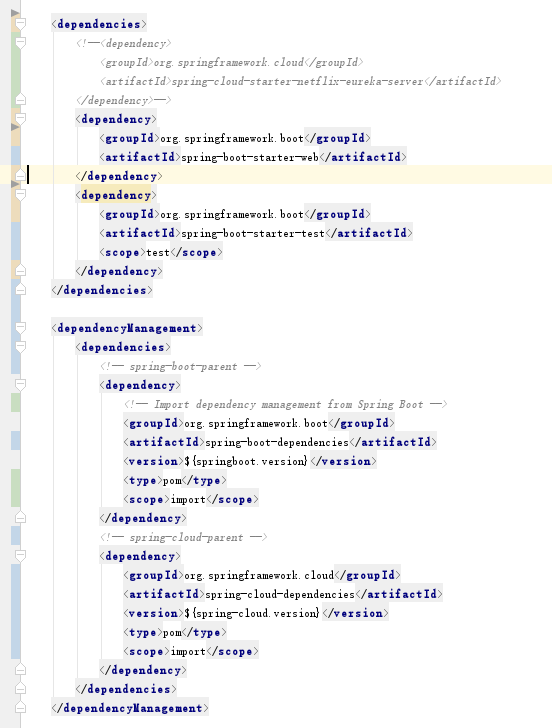 <dependencies>
<!--<dependency>
<groupId>org.springframework.cloud</groupId>
<artifactId>spring-cloud-starter-netflix-eureka-server</artifactId>
</dependency>-->
<dependency>
<groupId>org.springframework.boot</groupId>
<artifactId>spring-boot-starter-web</artifactId>
</dependency>
<dependency>
<groupId>org.springframework.boot</groupId>
<artifactId>spring-boot-starter-test</artifactId>
<scope>test</scope>
</dependency>
</dependencies>
<dependencyManagement>
<dependencies>
<!-- spring-boot-parent -->
<dependency>
<!-- Import dependency management from Spring Boot -->
<groupId>org.springframework.boot</groupId>
<artifactId>spring-boot-dependencies</artifactId>
<version>${springboot.version}</version>
<type>pom</type>
<scope>import</scope>
</dependency>
<!-- spring-cloud-parent -->
<dependency>
<groupId>org.springframework.cloud</groupId>
<artifactId>spring-cloud-dependencies</artifactId>
<version>${spring-cloud.version}</version>
<type>pom</type>
<scope>import</scope>
</dependency>
</dependencies>
</dependencyManagement>